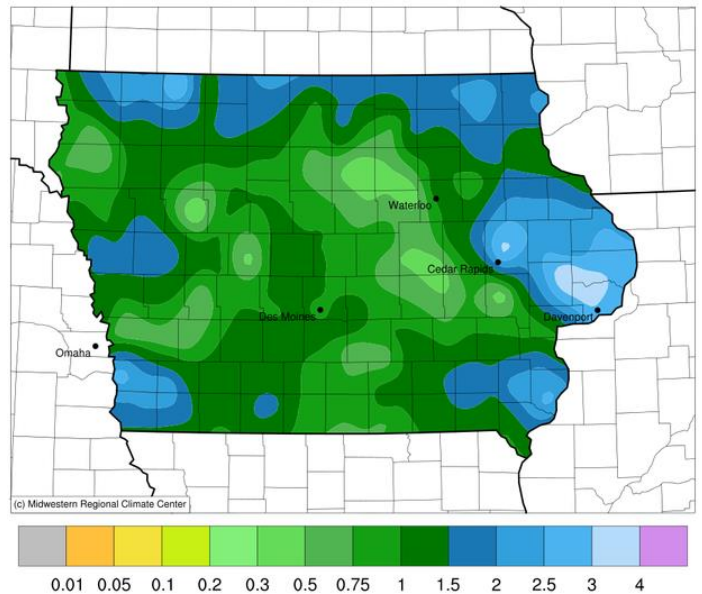 Waterloo
Cedar Rapids
Des Moines
Davenport
Omaha
(c) Midwestern Regional Climate Center
0.01 0.05 0.1 0.2 0.3 0.5 0.75 1 1.5 2 2.5 3 4